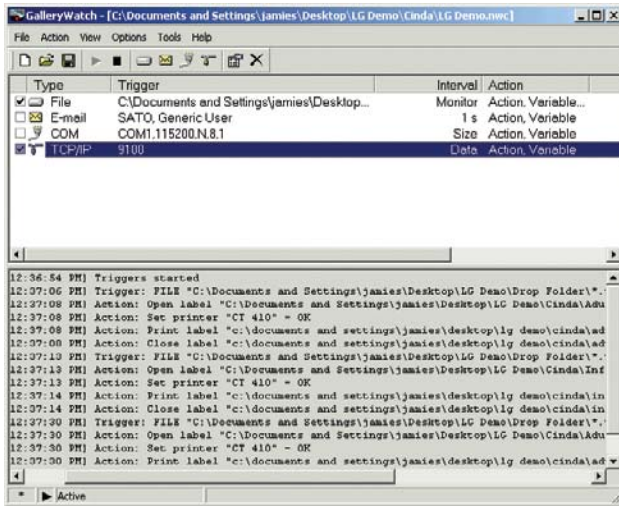 GalleryWatch - [C:\Documents and Settings\jamies\Desktop\LG Demo\Cinda\LG Demo.nwc]
File Action View Options Tools Help
Type Trigger Interval Action
File C:\Documents and Settings\jamies\Desktop... Monitor Action, Variable...
E-mail SATO, Generic User 1 s Action, Variable
COM COM1,115200,N,8,1 Size Action, Variable
TCP/IP 9100 Data Action, Variable
12:36:54 PM] Triggers started
12:37:06 PM] Trigger: FILE "C:\Documents and Settings\jamies\Desktop\LG Demo\Drop Folder\*.
12:37:08 PM] Action: Open label "C:\Documents and Settings\jamies\Desktop\LG Demo\Cinda\Adu
12:37:08 PM] Action: Set printer "CT 410" - OK
12:37:08 PM] Action: Print label "c:\documents and settings\jamies\desktop\lg demo\cinda\ad
12:37:08 PM] Action: Close label "c:\documents and settings\jamies\desktop\lg demo\cinda\ad
12:37:13 PM] Trigger: FILE "C:\Documents and Settings\jamies\Desktop\LG Demo\Drop Folder\*.
12:37:13 PM] Action: Open label "C:\Documents and Settings\jamies\Desktop\LG Demo\Cinda\Inf
12:37:13 PM] Action: Set printer "CT 410" - OK
12:37:14 PM] Action: Print label "c:\documents and settings\jamies\desktop\lg demo\cinda\in
12:37:14 PM] Action: Close label "c:\documents and settings\jamies\desktop\lg demo\cinda\in
12:37:30 PM] Trigger: FILE "C:\Documents and Settings\jamies\Desktop\LG Demo\Drop Folder\*.
12:37:30 PM] Action: Open label "C:\Documents and Settings\jamies\Desktop\LG Demo\Cinda\Adu
12:37:30 PM] Action: Set printer "CT 410" - OK
12:37:30 PM] Action: Print label "c:\documents and settings\jamies\desktop\lg demo\cinda\ad
* Active